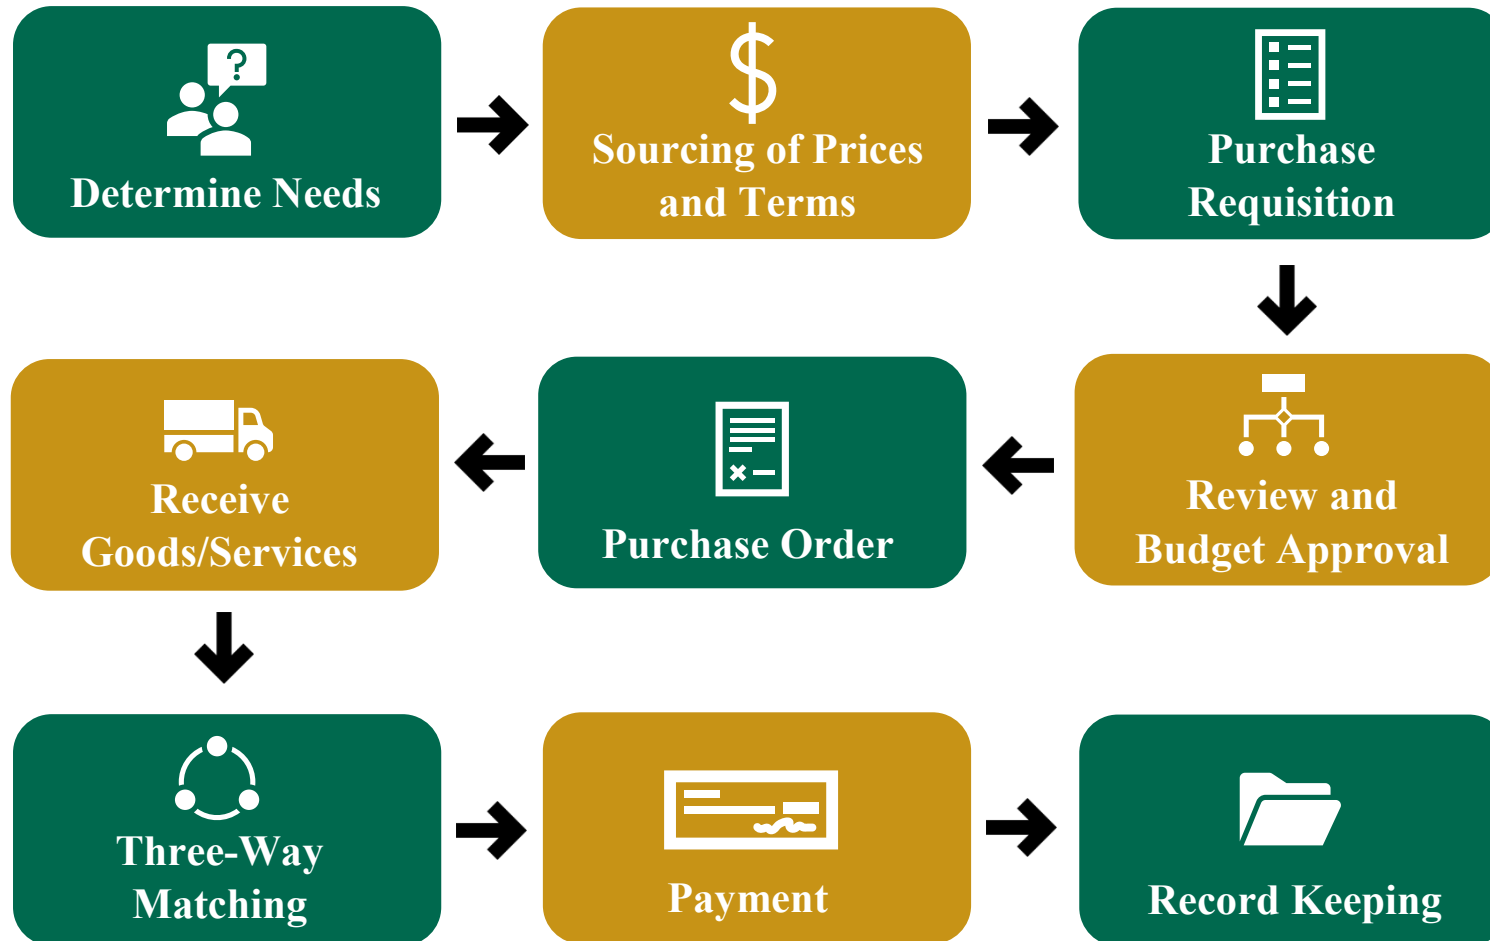 ?
Determine Needs
$
Sourcing of Prices
and Terms
Purchase
Requisition
Review and
Budget Approval
Purchase Order
Receive
Goods/Services
Three-Way
Matching
Payment
Record Keeping